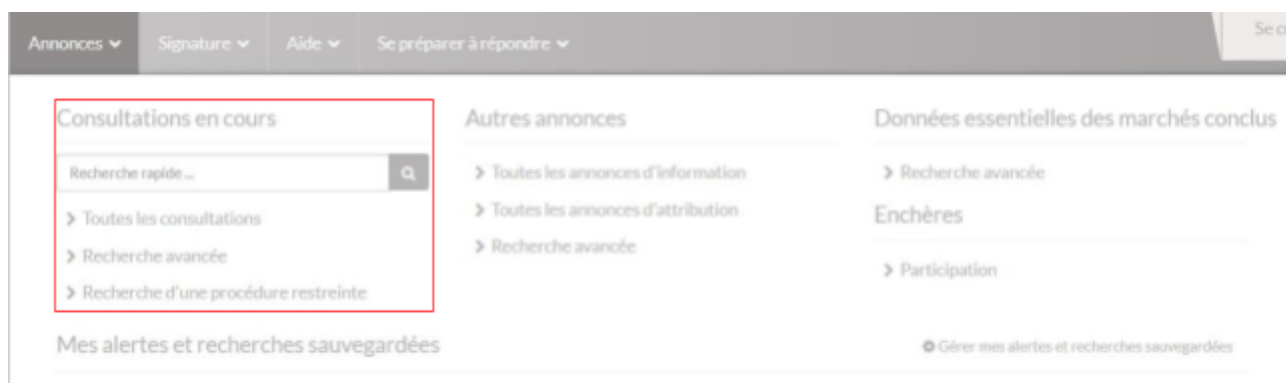 Annonces Signature Aide Se préparer à répondre
Consultations en cours
Recherche rapide ...
Toutes les consultations
Recherche avancée
Recherche d'une procédure restreinte
Autres annonces
Toutes les annonces d'information
Toutes les annonces d'attribution
Recherche avancée
Données essentielles des marchés conclus
Recherche avancée
Enchères
Participation
Mes alertes et recherches sauvegardées
Gérer mes alertes et recherches sauvegardées